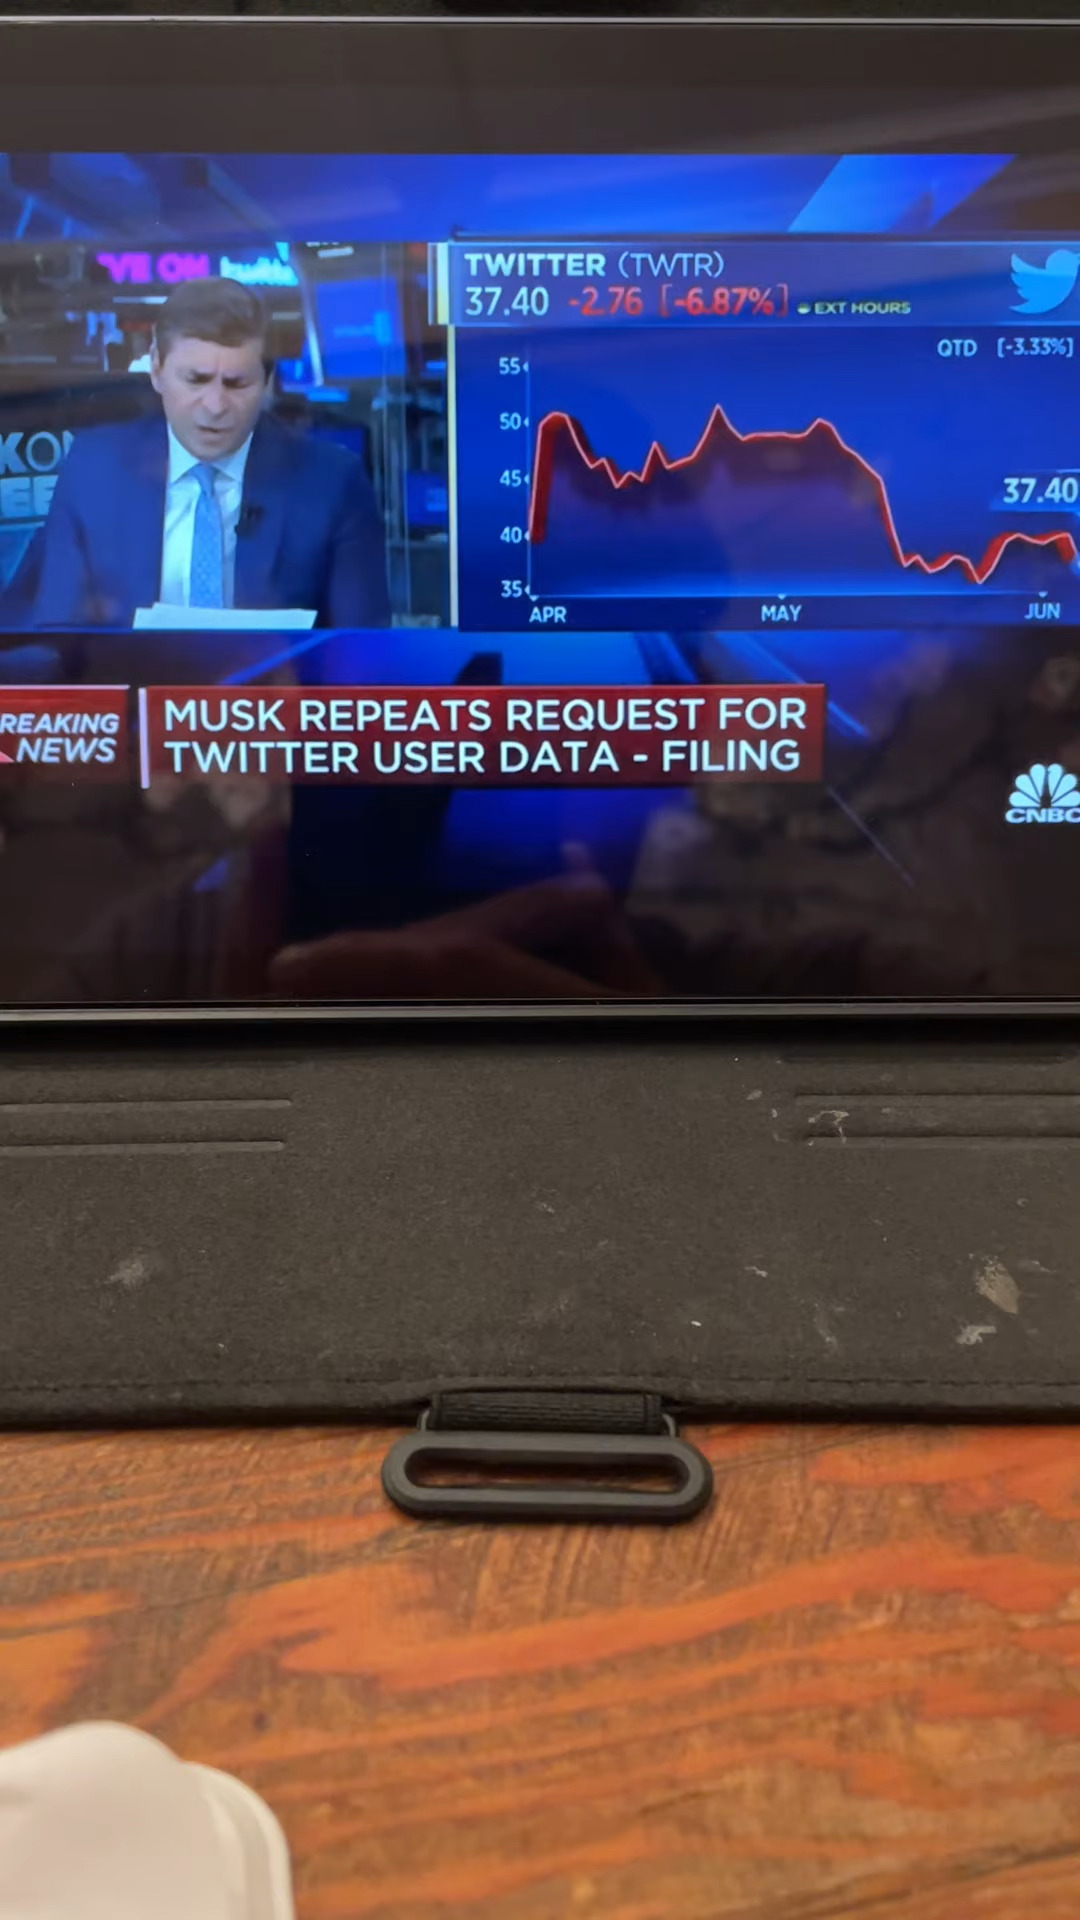 TWITTER (TWTR)
37.40 -2.76 [-6.87%] EXT HOURS
QTD [-3.33%]
55
50
45
40
35
37.40
APR MAY JUN
REAKING
NEWS
MUSK REPEATS REQUEST FOR
TWITTER USER DATA - FILING
CNBC